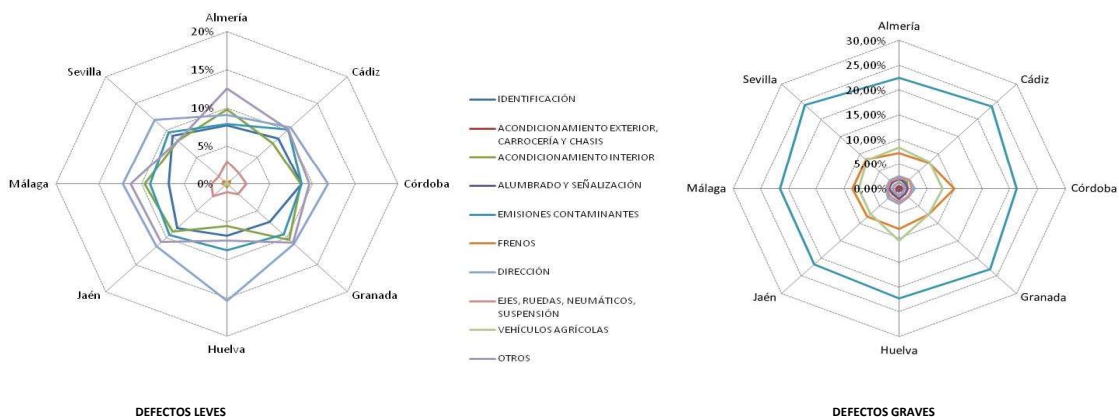 Almería
20%
15%
10%
5%
0%
Cádiz
Córdoba
Granada
Huelva
Jaén
Málaga
Sevilla
IDENTIFICACIÓN
ACONDICIONAMIENTO EXTERIOR,
CARROCERÍA Y CHASIS
ACONDICIONAMIENTO INTERIOR
ALUMBRADO Y SEÑALIZACIÓN
EMISIONES CONTAMINANTES
FRENOS
DIRECCIÓN
EJES, RUEDAS, NEUMÁTICOS,
SUSPENSIÓN
VEHÍCULOS AGRÍCOLAS
OTROS
Almería
30,00%
25,00%
20,00%
15,00%
10,00%
5,00%
0,00%
Cádiz
Córdoba
Granada
Huelva
Jaén
Málaga
Sevilla
DEFECTOS LEVES
DEFECTOS GRAVES